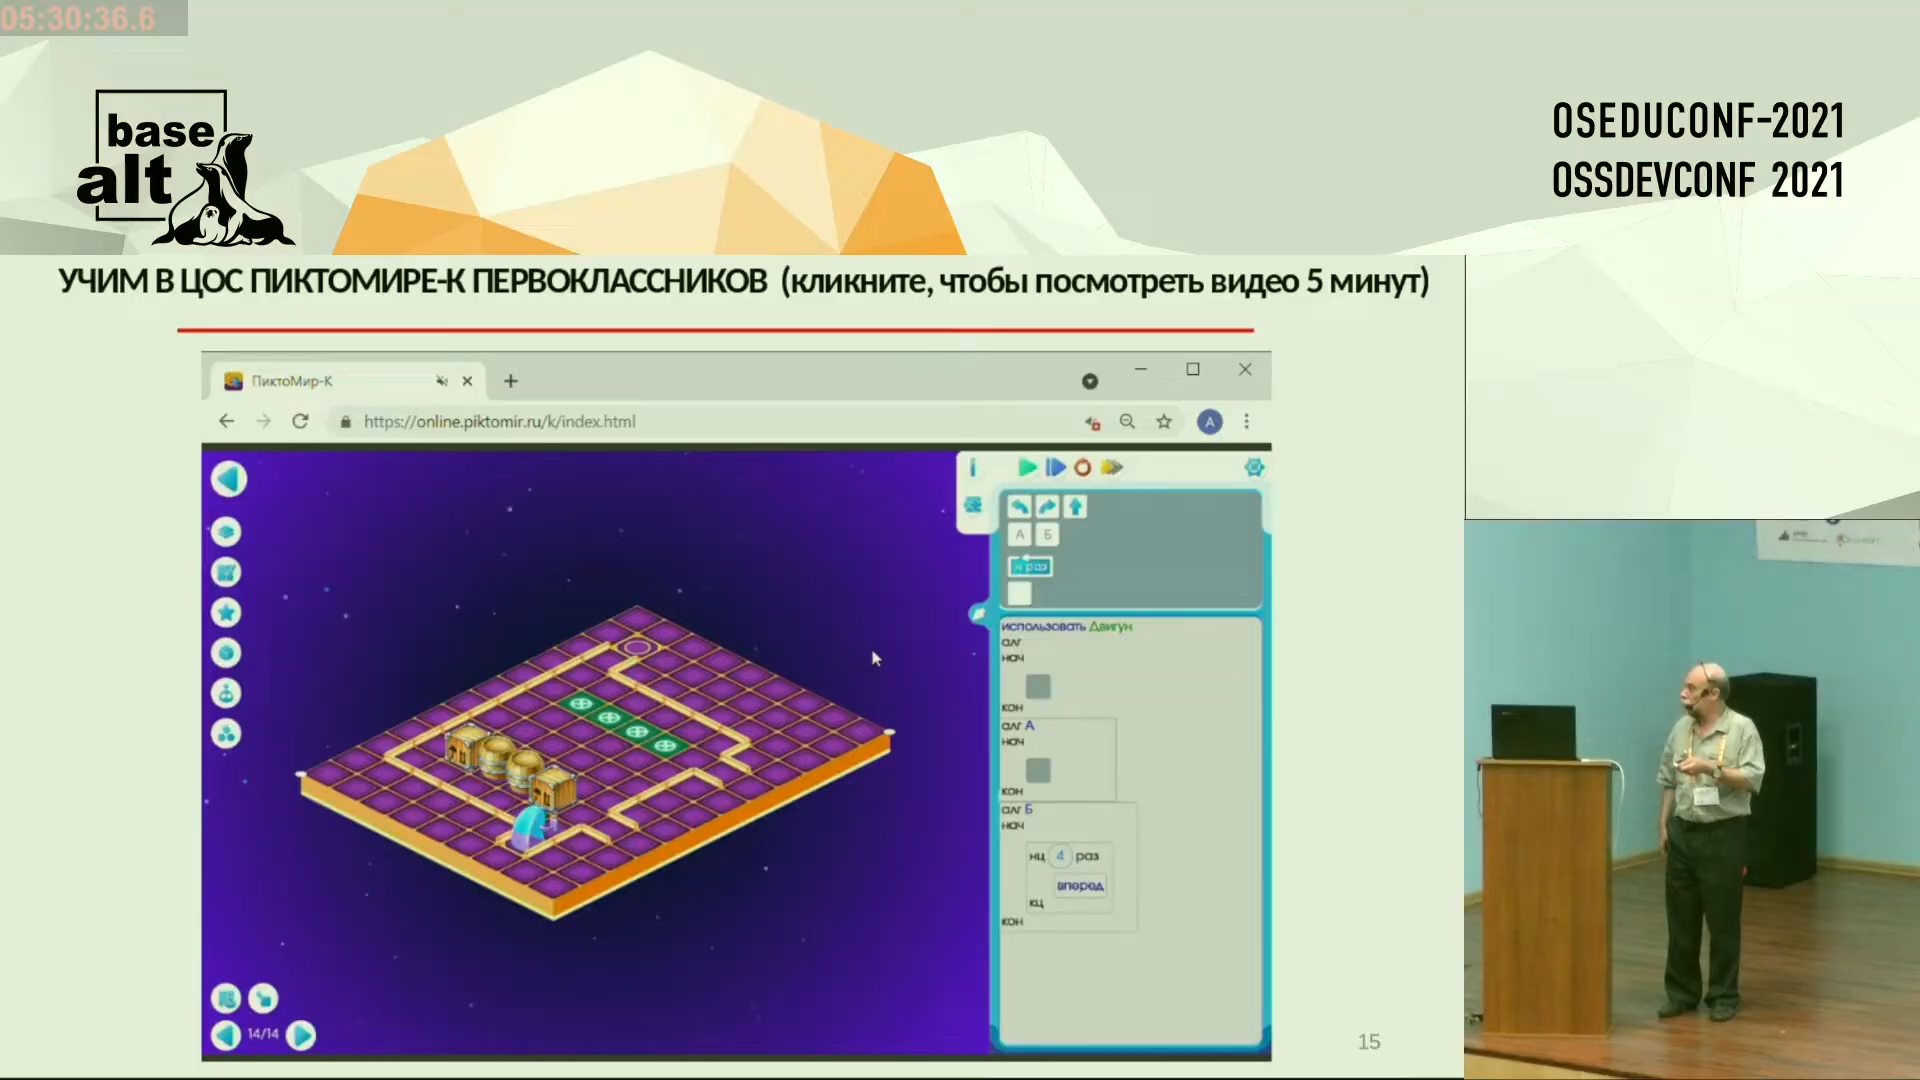 05:30:36.6
base
alt
OSEDUCONF-2021
OSSDEVCONF 2021
УЧИМ В ЦОС ПИКТОМИРЕ-К ПЕРВОКЛАССНИКОВ (кликните, чтобы посмотреть видео 5 минут)
ПиктоМир-К
https://online.piktomir.ru/k/index.html
A
А Б
н раз
использовать Двигун
алг
нач
кон
алг А
нач
кон
алг Б
нач
нц 4 раз
вперед
кц
кон
14/14
15